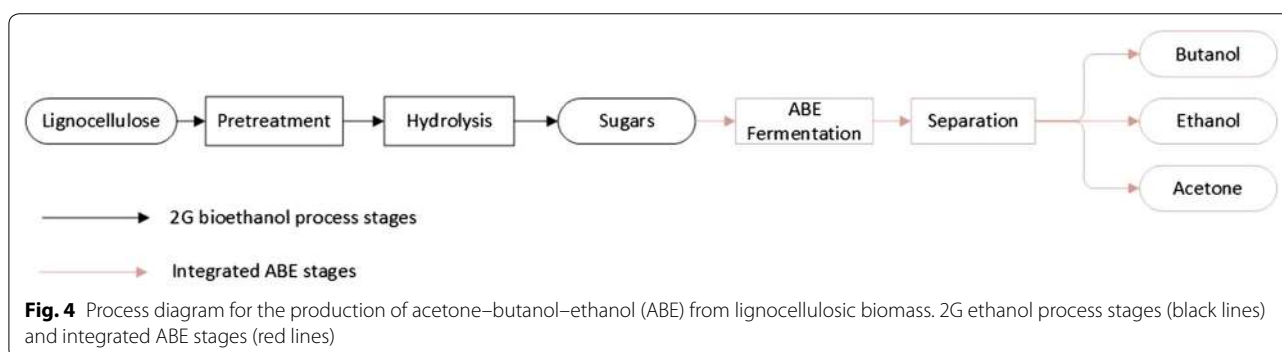 Butanol
Lignocellulose
Pretreatment
Hydrolysis
Sugars
ABE
Fermentation
Separation
Ethanol
Acetone
2G bioethanol process stages
Integrated ABE stages
Fig. 4 Process diagram for the production of acetone–butanol–ethanol (ABE) from lignocellulosic biomass. 2G ethanol process stages (black lines)
and integrated ABE stages (red lines)